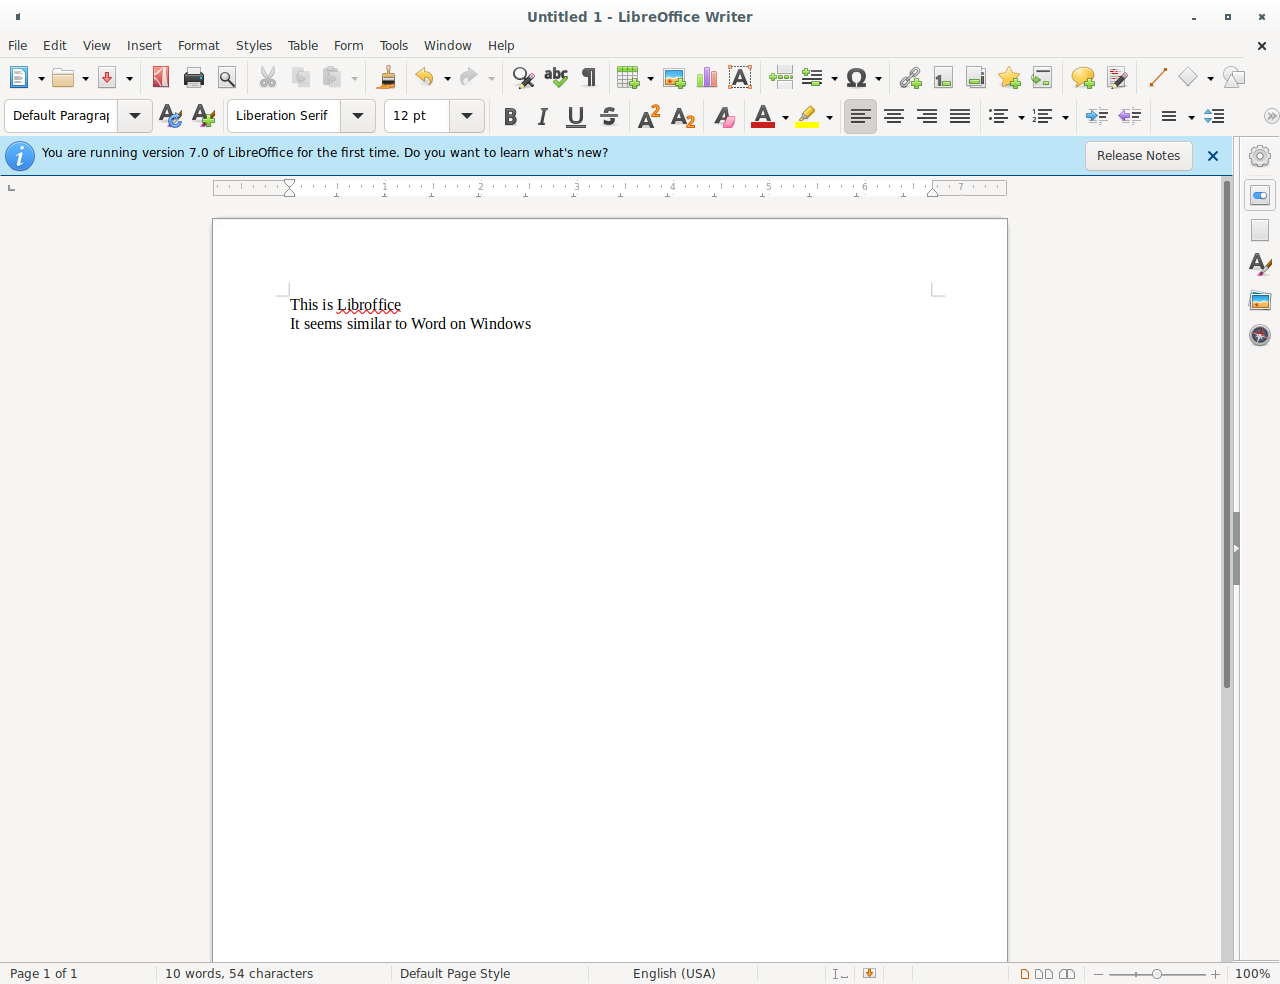 Untitled 1 - LibreOffice Writer
File Edit View Insert Format Styles Table Form Tools Window Help
Default Paragrap Liberation Serif 12 pt
You are running version 7.0 of LibreOffice for the first time. Do you want to learn what's new? Release Notes
1 2 3 4 5 6 7
This is Libroffice
It seems similar to Word on Windows
Page 1 of 1 10 words, 54 characters Default Page Style English (USA) 100%